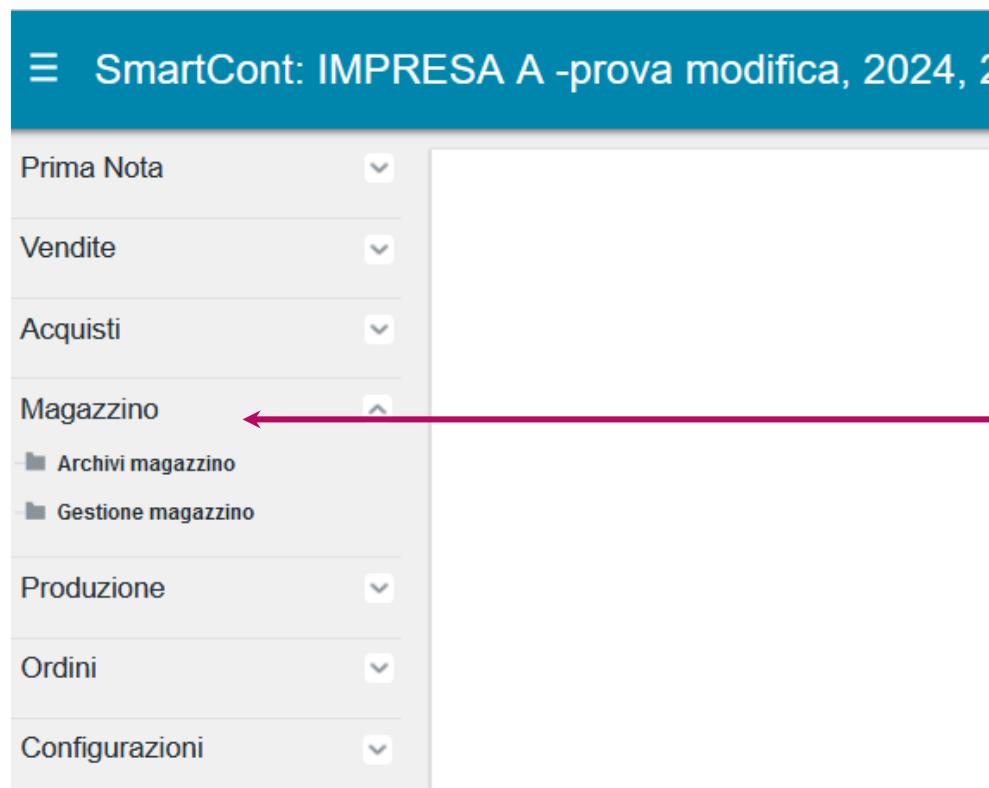 SmartCont: IMPRESA A -prova modifica, 2024,
Prima Nota
Vendite
Acquisti
Magazzino
Archivi magazzino
Gestione magazzino
Produzione
Ordini
Configurazioni